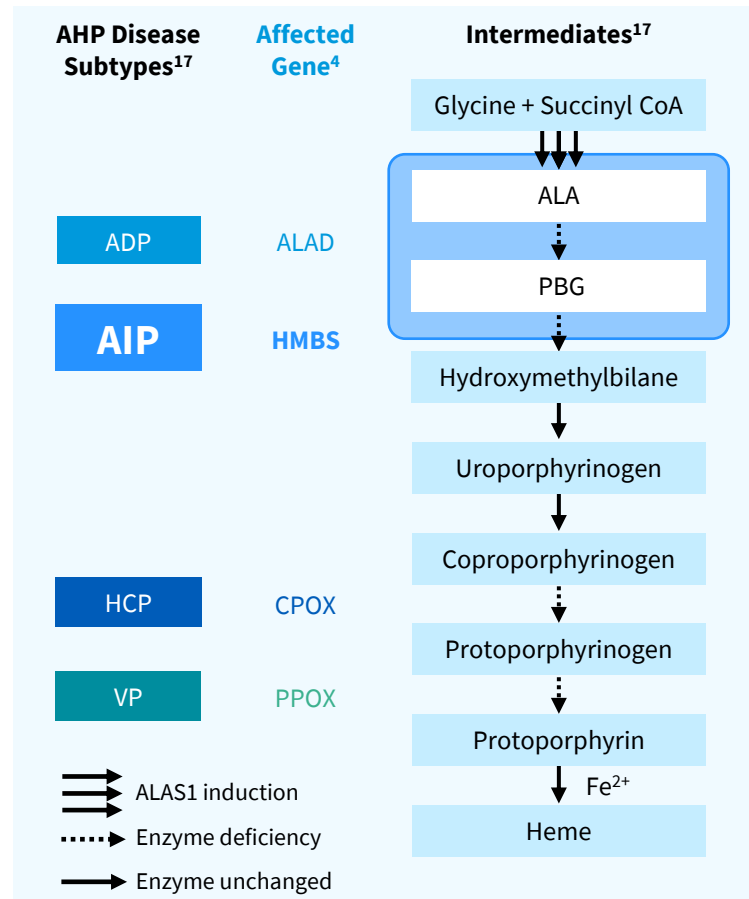 AHP Disease
Subtypes¹⁷
Affected
Gene⁴
Intermediates¹⁷
Glycine + Succinyl CoA
ALA
ADP
ALAD
PBG
AIP
HMBS
Hydroxymethylbilane
Uroporphyrinogen
Coproporphyrinogen
HCP
CPOX
Protoporphyrinogen
VP
PPOX
Protoporphyrin
Fe²⁺
Heme
ALAS1 induction
Enzyme deficiency
Enzyme unchanged